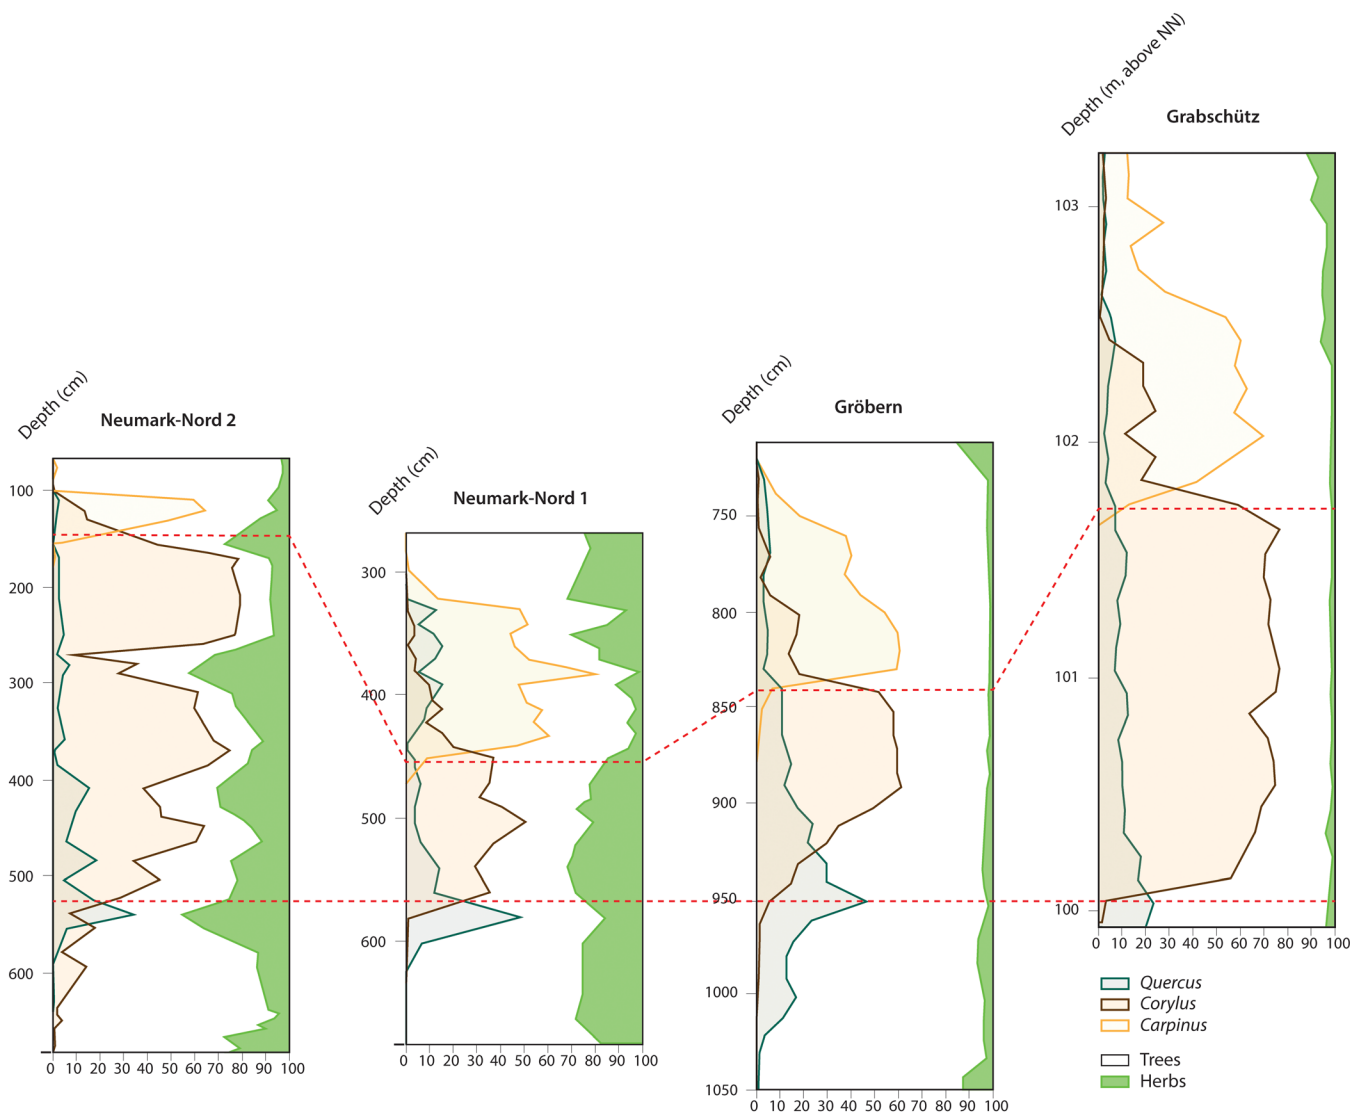 Depth (m, above NN)
Grabschütz
103
102
101
100
0 10 20 30 40 50 60 70 80 90 100
Depth (cm)
Neumark-Nord 2
100
200
300
400
500
600
0 10 20 30 40 50 60 70 80 90 100
Depth (cm)
Neumark-Nord 1
300
400
500
600
0 10 20 30 40 50 60 70 80 90 100
Depth (cm)
Gröbern
750
800
850
900
950
1000
1050
0 10 20 30 40 50 60 70 80 90 100
Quercus
Corylus
Carpinus
Trees
Herbs